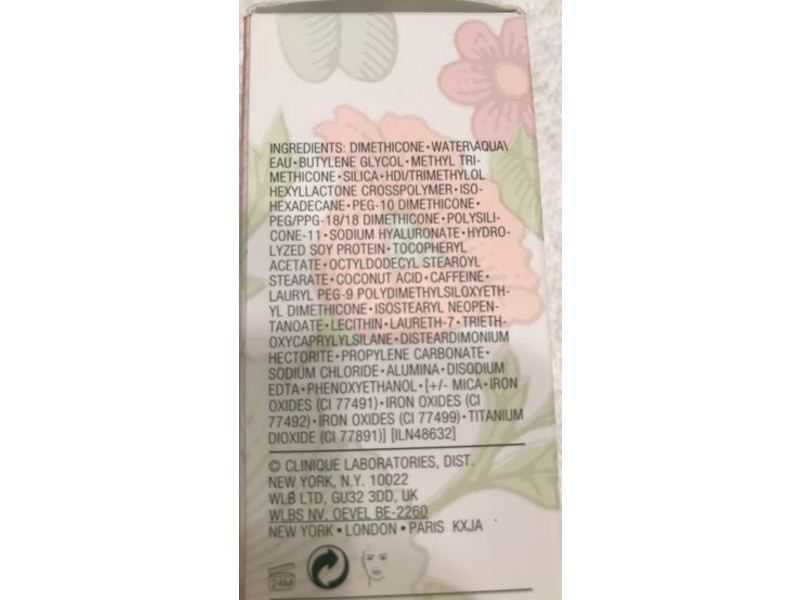 INGREDIENTS: DIMETHICONE•WATER\AQUA\
EAU•BUTYLENE GLYCOL•METHYL TRI-
METHICONE•SILICA•HDI/TRIMETHYLOL
HEXYLLACTONE CROSSPOLYMER•ISO-
HEXADECANE•PEG-10 DIMETHICONE•
PEG/PPG-18/18 DIMETHICONE•POLYSILI-
CONE-11•SODIUM HYALURONATE•HYDRO-
LYZED SOY PROTEIN•TOCOPHERYL
ACETATE•OCTYLDODECYL STEAROYL
STEARATE•COCONUT ACID•CAFFEINE•
LAURYL PEG-9 POLYDIMETHYLSILOXYETH-
YL DIMETHICONE•ISOSTEARYL NEOPEN-
TANOATE•LECITHIN•LAURETH-7•TRIETH-
OXYCAPRYLYLSILANE•DISTEARDIMONIUM
HECTORITE•PROPYLENE CARBONATE•
SODIUM CHLORIDE•ALUMINA•DISODIUM
EDTA•PHENOXYETHANOL•[+/- MICA•IRON
OXIDES (CI 77491)•IRON OXIDES (CI
77492)•IRON OXIDES (CI 77499)•TITANIUM
DIOXIDE (CI 77891)] [ILN48632]
© CLINIQUE LABORATORIES, DIST.
NEW YORK, N.Y. 10022
WLB LTD, GU32 3DD, UK
WLBS NV. OEVEL BE-2260
NEW YORK•LONDON•PARIS KXJA
24M